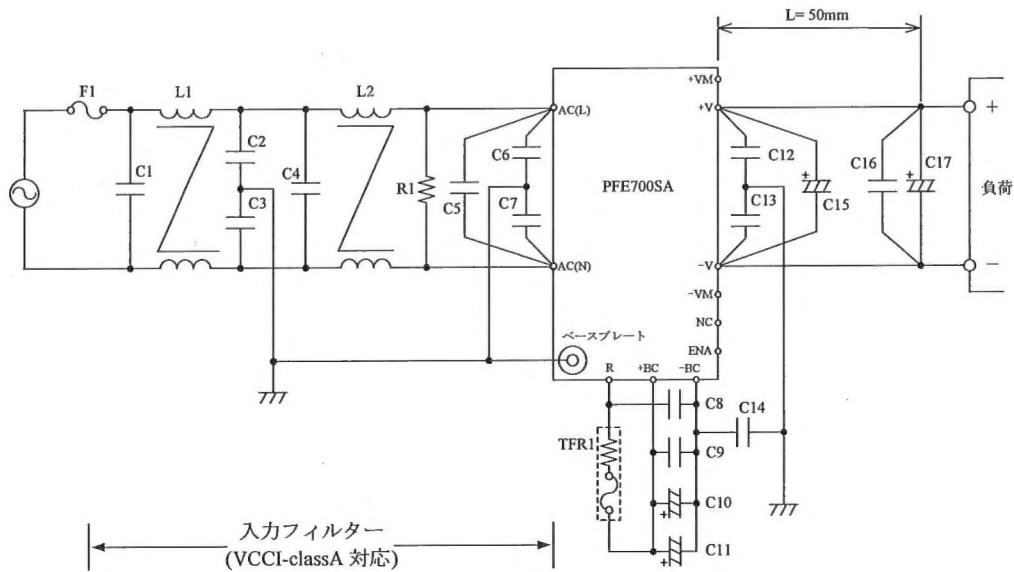 L= 50mm
F1
L1
L2
+VM
+V
AC(L)
C1
C2
C3
C4
R1
C5
C6
C7
PFE700SA
C12
C13
C15
C16
C17
+
+
+
負荷
−
−V
AC(N)
−VM
NC
ENA
ベースプレート
R
+BC
−BC
C8
C14
TFR1
C9
C10
+
C11
+
入力フィルター
(VCCI-classA 対応)